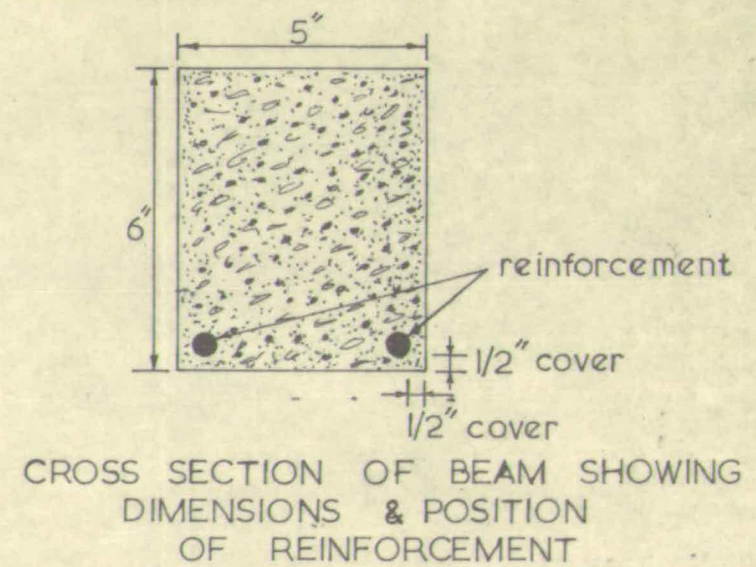 5"
6"
reinforcement
1/2" cover
1/2" cover
CROSS SECTION OF BEAM SHOWING
DIMENSIONS & POSITION
OF REINFORCEMENT